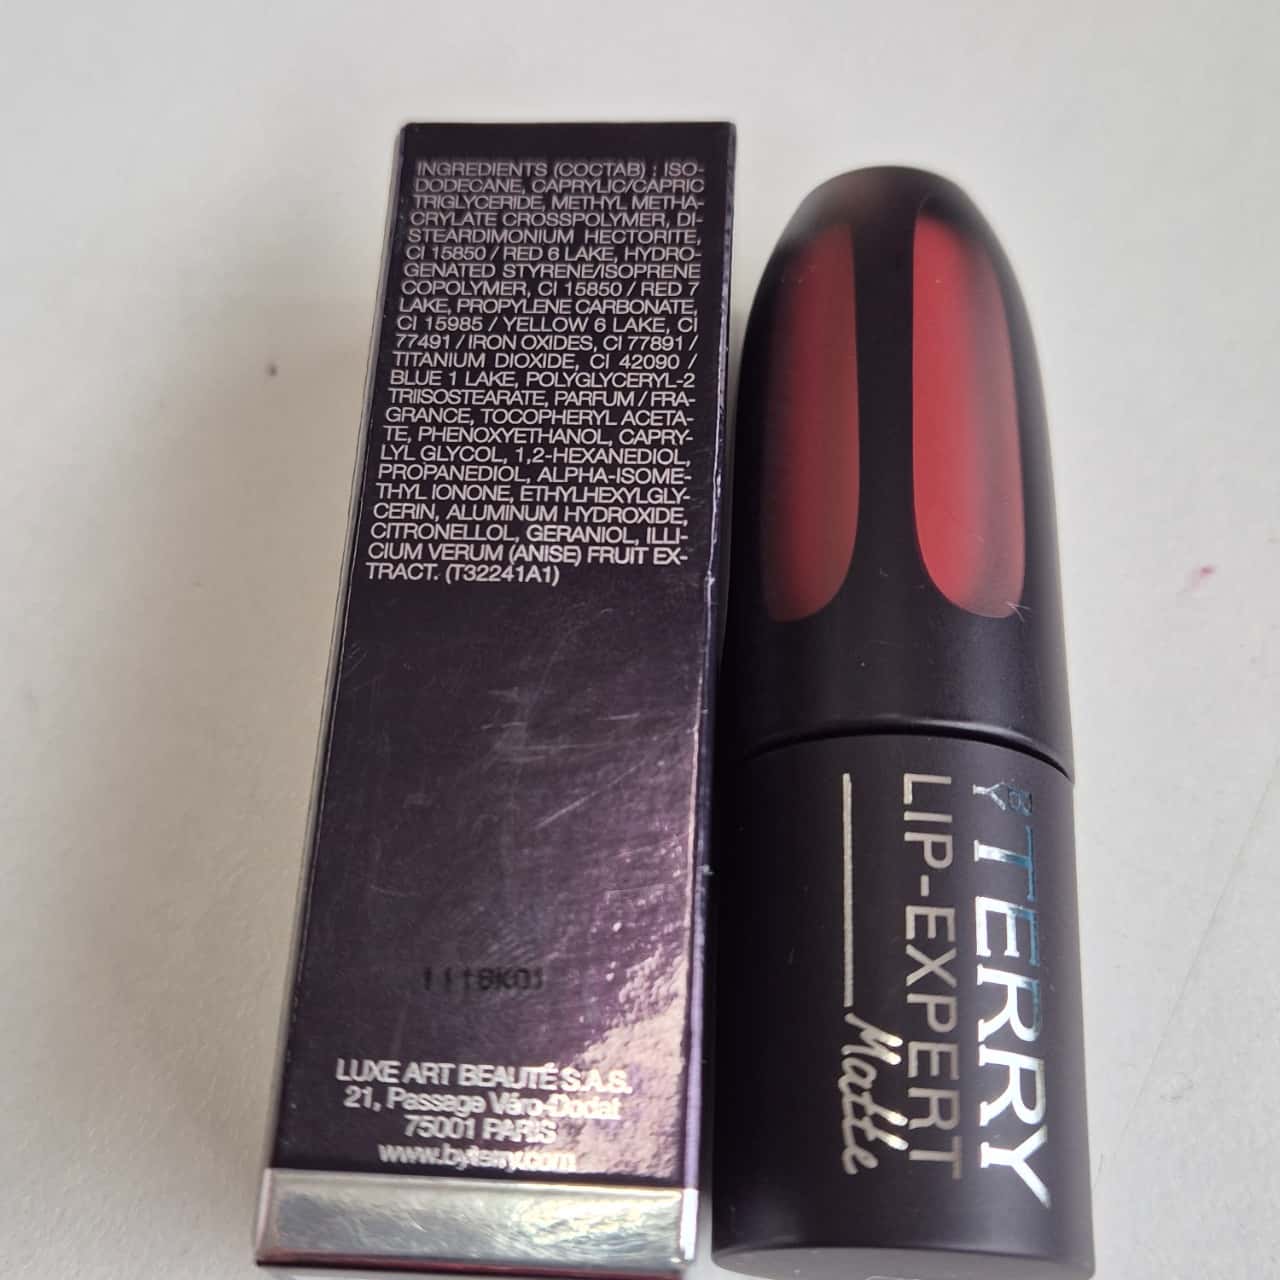 INGREDIENTS (COCTAB) : ISO-
DODECANE, CAPRYLIC/CAPRIC
TRIGLYCERIDE, METHYL METHA-
CRYLATE CROSSPOLYMER, DI-
STEARDIMONIUM HECTORITE,
CI 15850 / RED 6 LAKE, HYDRO-
GENATED STYRENE/ISOPRENE
COPOLYMER, CI 15850 / RED 7
LAKE, PROPYLENE CARBONATE,
CI 15985 / YELLOW 6 LAKE, CI
77491 / IRON OXIDES, CI 77891 /
TITANIUM DIOXIDE, CI 42090 /
BLUE 1 LAKE, POLYGLYCERYL-2
TRIISOSTEARATE, PARFUM / FRA-
GRANCE, TOCOPHERYL ACETA-
TE, PHENOXYETHANOL, CAPRY-
LYL GLYCOL, 1,2-HEXANEDIOL,
PROPANEDIOL, ALPHA-ISOME-
THYL IONONE, ETHYLHEXYLGLY-
CERIN, ALUMINUM HYDROXIDE,
CITRONELLOL, GERANIOL, ILLI-
CIUM VERUM (ANISE) FRUIT EX-
TRACT. (T32241A1)
1118K01
LUXE ART BEAUTÉ S.A.S.
21, Passage Véro-Dodat
75001 PARIS
www.byterry.com
BY TERRY
LIP-EXPERT
Matte